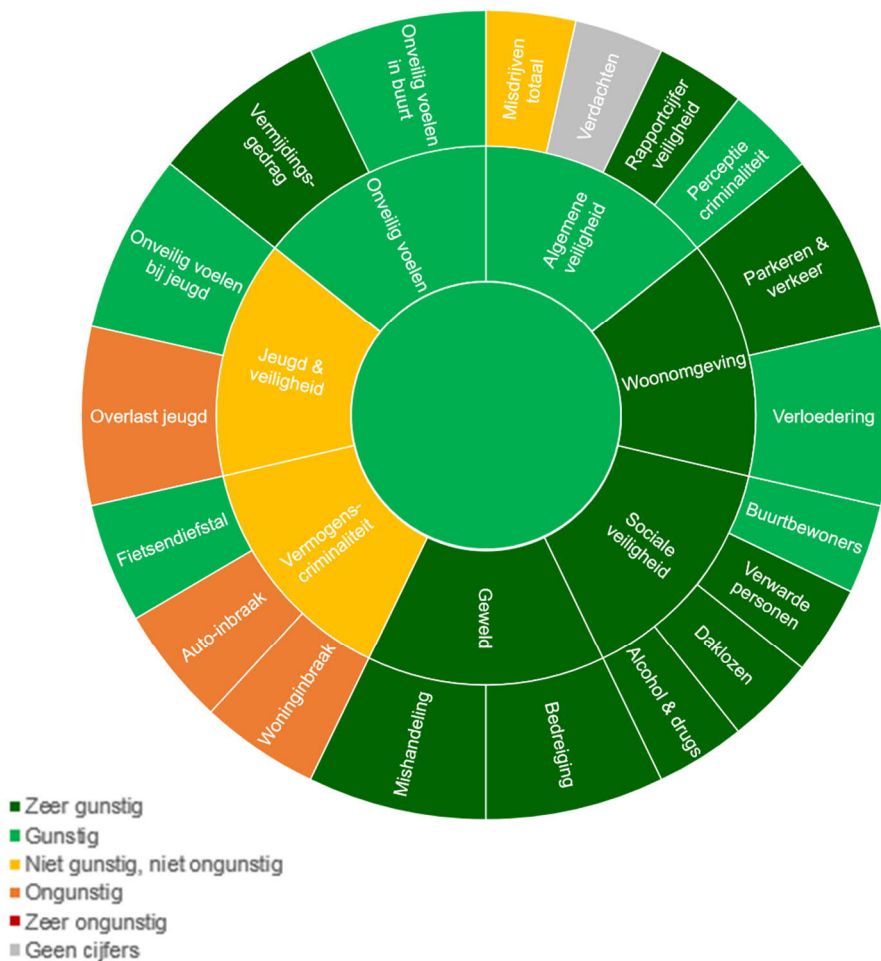 Misdrijven
totaal
Verdachten
Rapportcijfer
veiligheid
Perceptie
criminaliteit
Parkeren &
verkeer
Verloedering
Buurtbewoners
Verwarde
personen
Daklozen
Alcohol & drugs
Bedreiging
Mishandeling
Woninginbraak
Auto-inbraak
Fietsendiefstal
Overlast jeugd
Onveilig voelen
bij jeugd
Vermijdings-
gedrag
Onveilig voelen
in buurt
Algemene
veiligheid
Woonomgeving
Sociale
veiligheid
Geweld
Vermogens-
criminaliteit
Jeugd &
veiligheid
Onveilig voelen
Zeer gunstig
Gunstig
Niet gunstig, niet ongunstig
Ongunstig
Zeer ongunstig
Geen cijfers